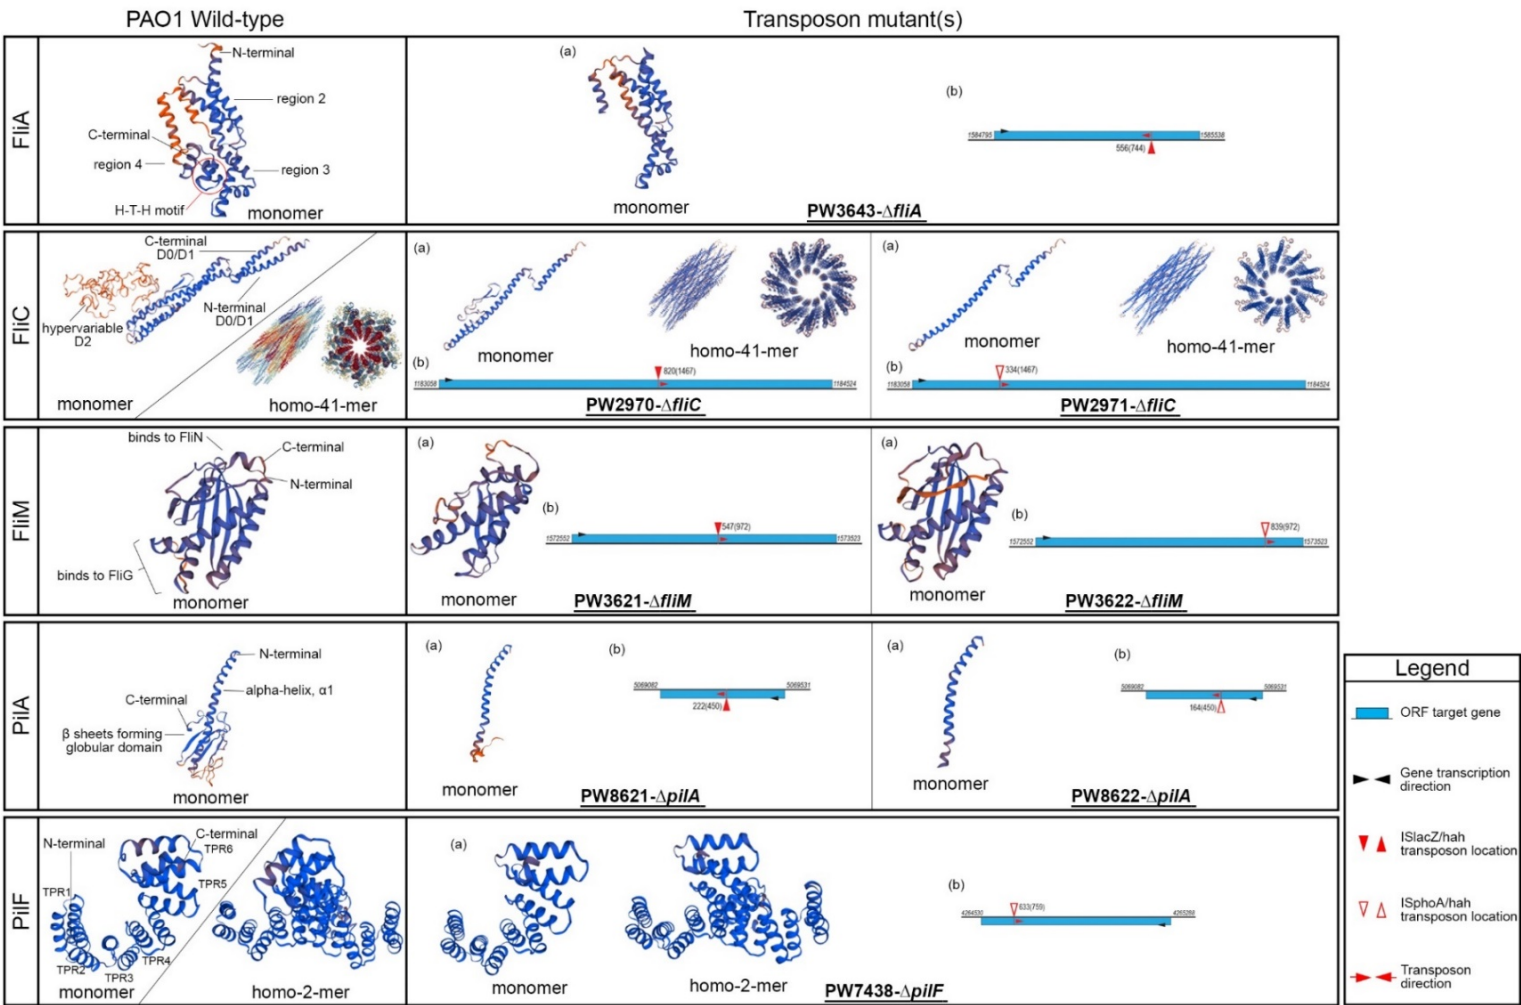 PAO1 Wild-type
Transposon mutant(s)
FliA
N-terminal
region 2
C-terminal
region 4
region 3
H-T-H motif
monomer
(a)
monomer
PW3643-ΔfliA
(b)
1584795
1585538
556(744)
FliC
C-terminal
D0/D1
N-terminal
D0/D1
hypervariable
D2
monomer
homo-41-mer
(a)
monomer
homo-41-mer
(b)
820(1467)
1183058
1184524
PW2970-ΔfliC
(a)
monomer
homo-41-mer
(b)
334(1467)
1183058
1184524
PW2971-ΔfliC
FliM
binds to FliN
C-terminal
N-terminal
binds to FliG
monomer
(a)
monomer
(b)
547(972)
1572552
1573523
PW3621-ΔfliM
(a)
monomer
(b)
839(972)
1572552
1573523
PW3622-ΔfliM
PilA
N-terminal
alpha-helix, α1
C-terminal
β sheets forming
globular domain
monomer
(a)
monomer
(b)
5069082
5069531
222(450)
PW8621-ΔpilA
(a)
monomer
(b)
5069082
5069531
164(450)
PW8622-ΔpilA
PilF
N-terminal
C-terminal
TPR6
TPR5
TPR1
TPR4
TPR2
TPR3
monomer
homo-2-mer
(a)
monomer
homo-2-mer
PW7438-ΔpilF
(b)
633(759)
4264530
4265288
Legend
ORF target gene
Gene transcription
direction
ISlacZ/hah
transposon location
ISphoA/hah
transposon location
Transposon
direction